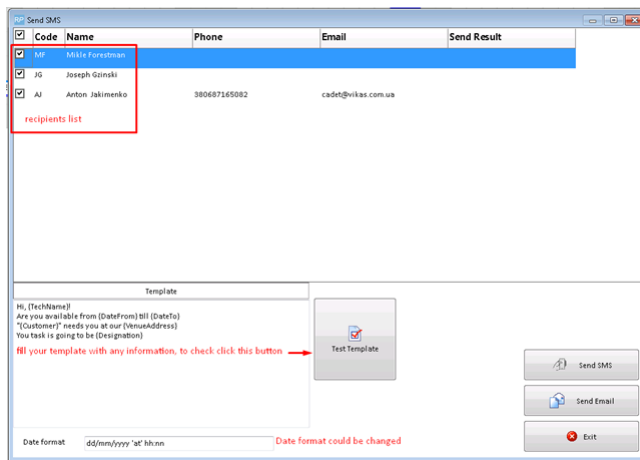 RP Send SMS
Code Name Phone Email Send Result
MF Mikle Forestman
JG Joseph Gzinski
AJ Anton Jakimenko 380687165082 cadet@vikas.com.ua
recipients list
Template
Hi, {TechName}!
Are you available from {DateFrom} till {DateTo}
"{Customer}" needs you at our {VenueAddress}
You task is going to be {Designation}
fill your template with any information, to check click this button
Test Template
Send SMS
Send Email
Exit
Date format dd/mm/yyyy 'at' hh:nn Date format could be changed